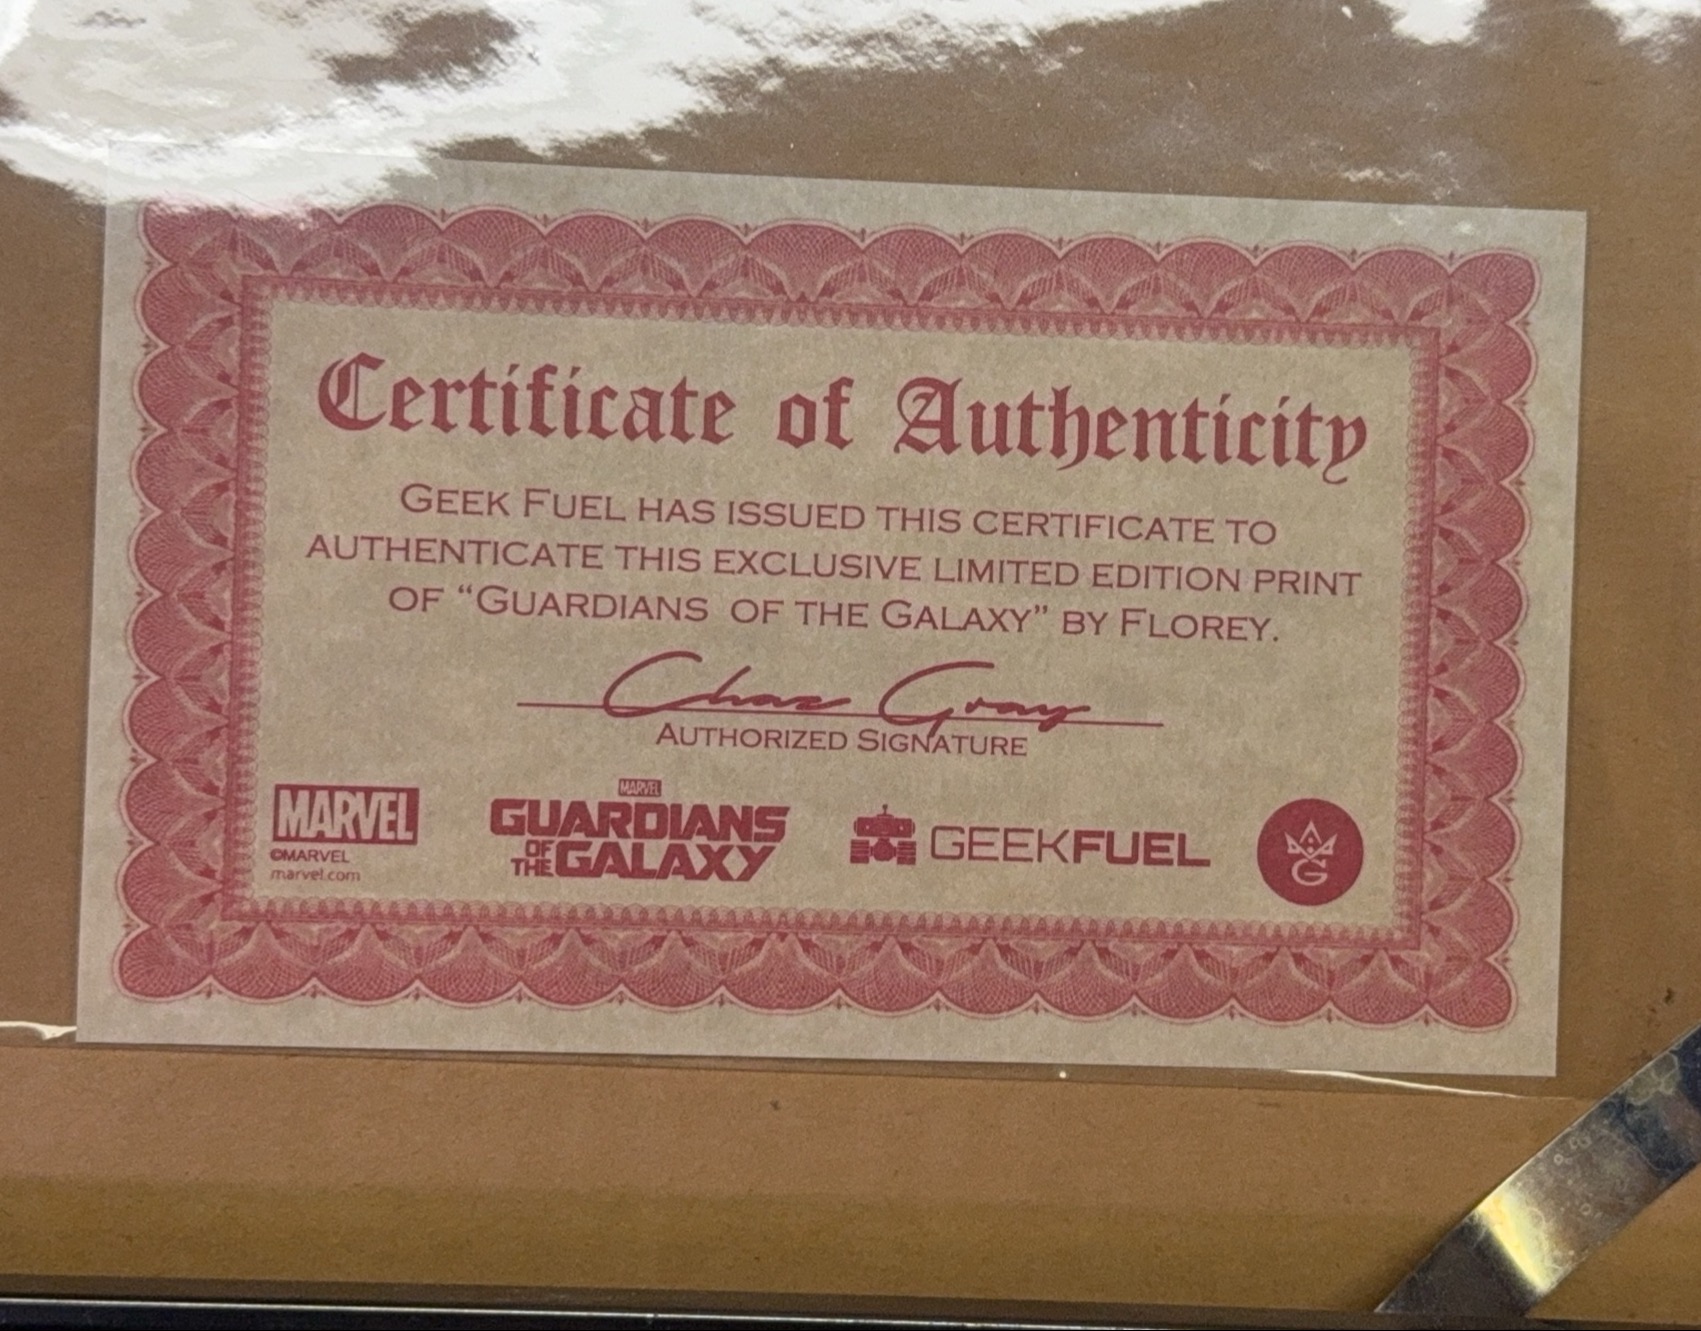 Certificate of Authenticity
GEEK FUEL HAS ISSUED THIS CERTIFICATE TO
AUTHENTICATE THIS EXCLUSIVE LIMITED EDITION PRINT
OF “GUARDIANS OF THE GALAXY” BY FLOREY.
Chaz Gray
AUTHORIZED SIGNATURE
MARVEL
©MARVEL
marvel.com
MARVEL
GUARDIANS
OF THE GALAXY
GEEKFUEL
G